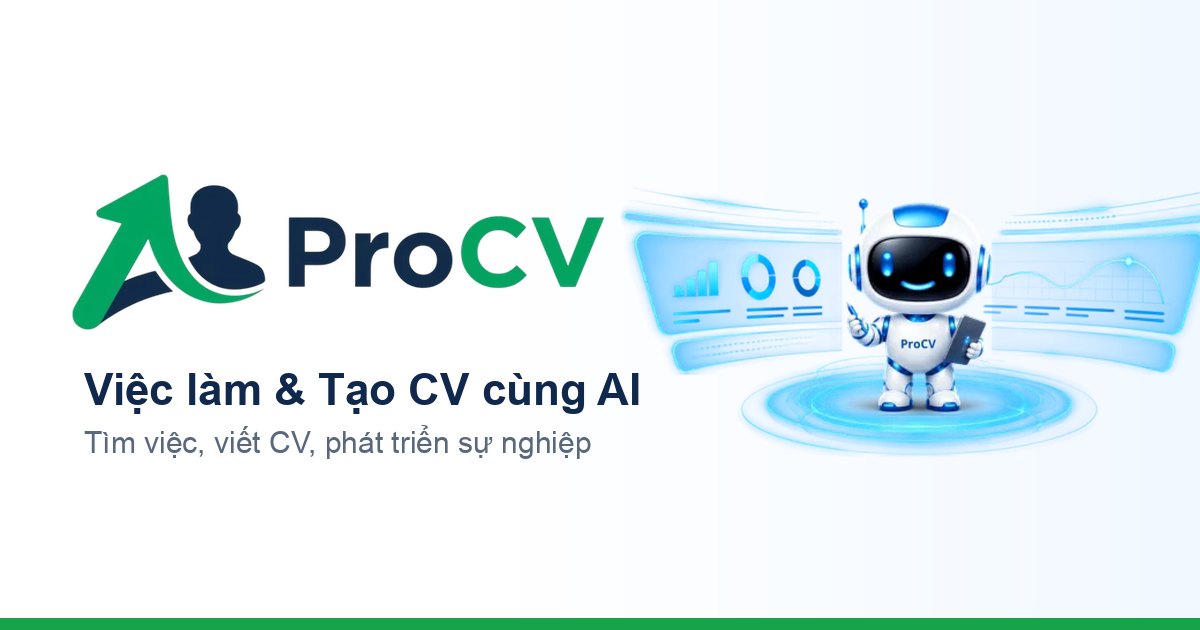 ProCV
Việc làm & Tạo CV cùng AI
Tìm việc, viết CV, phát triển sự nghiệp
ProCV